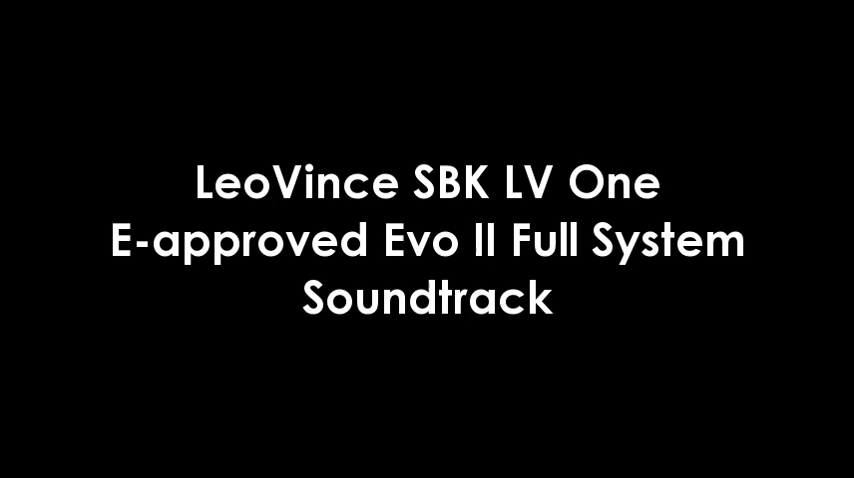 LeoVince SBK LV One
E-approved Evo II Full System
Soundtrack